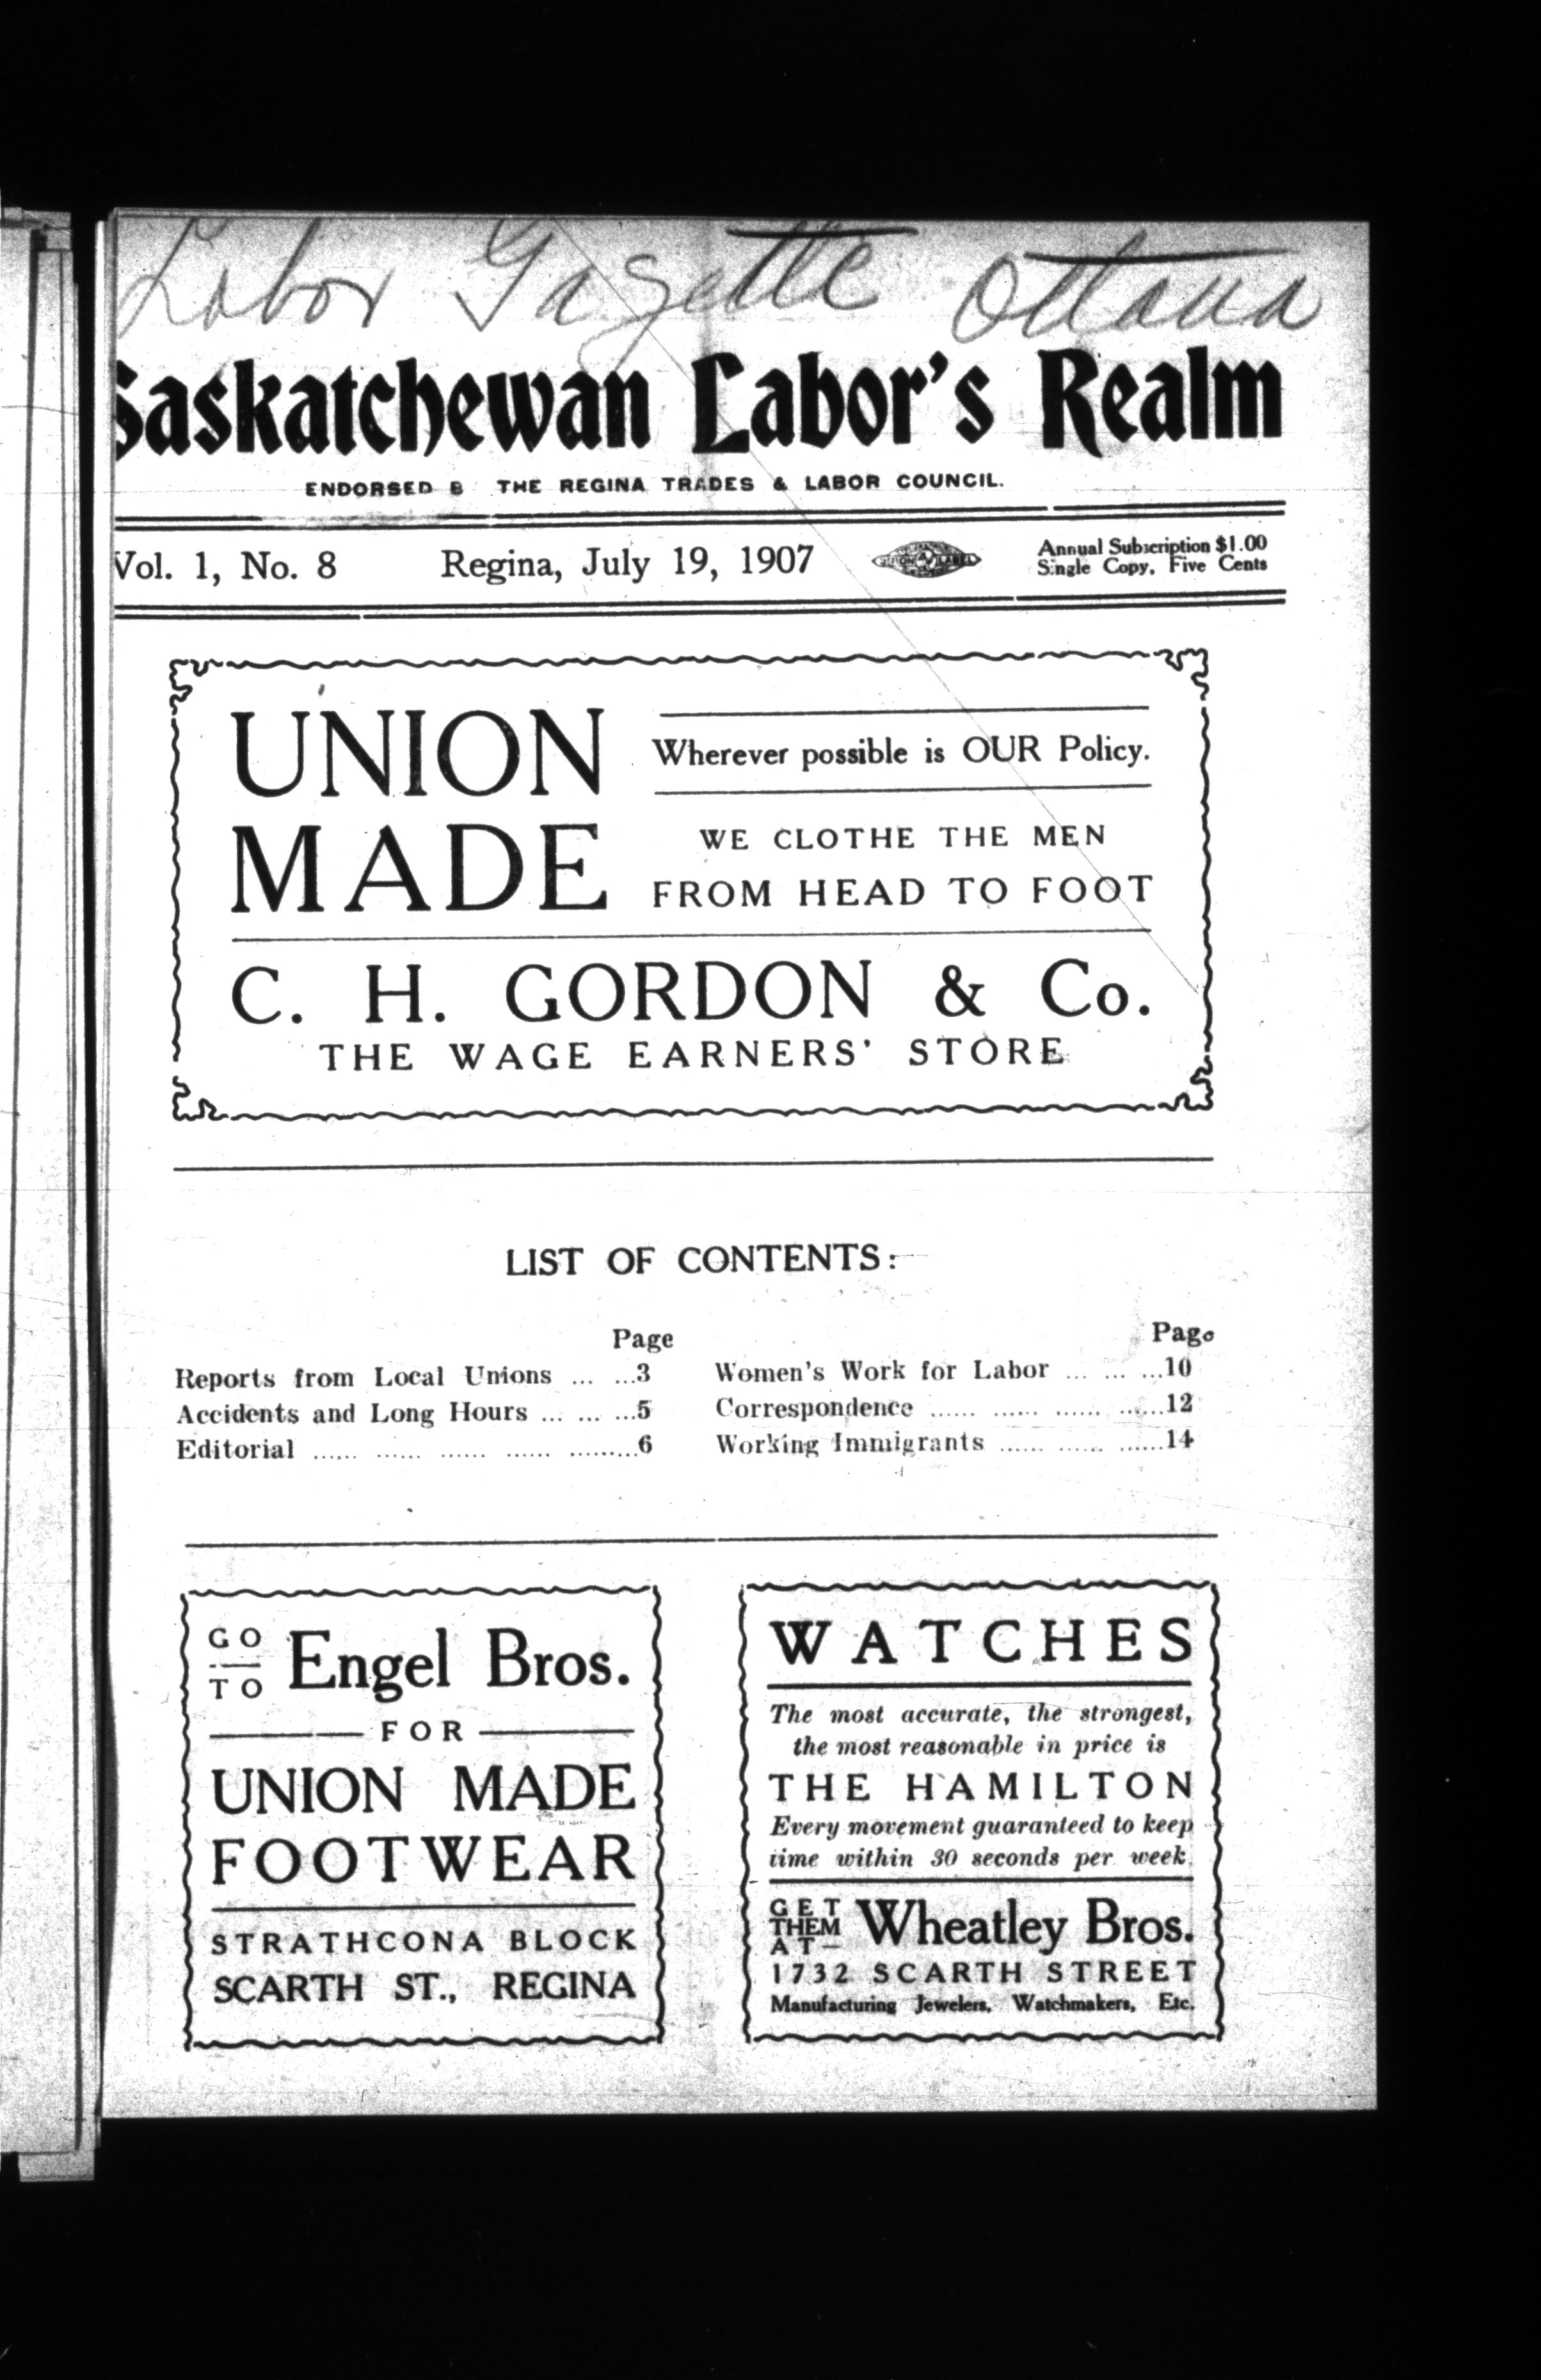 Labor Gazette Ottawa
Saskatchewan Labor's Realm
ENDORSED B THE REGINA TRADES & LABOR COUNCIL.
Vol. 1, No. 8 Regina, July 19, 1907
UNION LABEL
Annual Subscription $1.00
Single Copy, Five Cents
UNION
Wherever possible is OUR Policy.
MADE
WE CLOTHE THE MEN
FROM HEAD TO FOOT
C. H. GORDON & Co.
THE WAGE EARNERS' STORE
LIST OF CONTENTS:
Page
Reports from Local Unions ... ...3
Accidents and Long Hours ... ... ...5
Editorial ...... ...... ...... ...... .........6
Page
Women's Work for Labor ... ... ...10
Correspondence ...... ...... ...... ......12
Working Immigrants ...... ...... ......14
GO
TO
Engel Bros.
FOR
UNION MADE
FOOTWEAR
STRATHCONA BLOCK
SCARTH ST., REGINA
WATCHES
The most accurate, the strongest,
the most reasonable in price is
THE HAMILTON
Every movement guaranteed to keep
time within 30 seconds per week.
GET
THEM
AT—
Wheatley Bros.
1732 SCARTH STREET
Manufacturing Jewelers, Watchmakers, Etc.